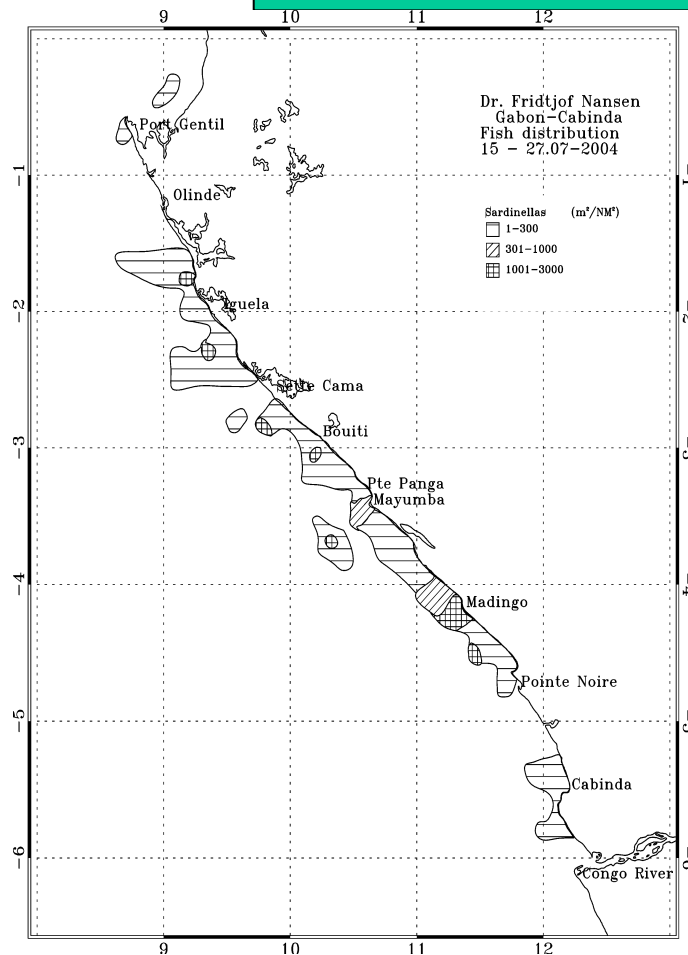 9 10 11 12
Dr. Fridtjof Nansen
Gabon-Cabinda
Fish distribution
15 - 27.07-2004
Port Gentil
-1
Olinde
Sardinellas (m²/NM²)
1-300
301-1000
1001-3000
-2
Iguela
Sette Cama
Bouiti
-3
Pte Panga
Mayumba
-4
Madingo
Pointe Noire
-5
Cabinda
-6
Congo River
9 10 11 12